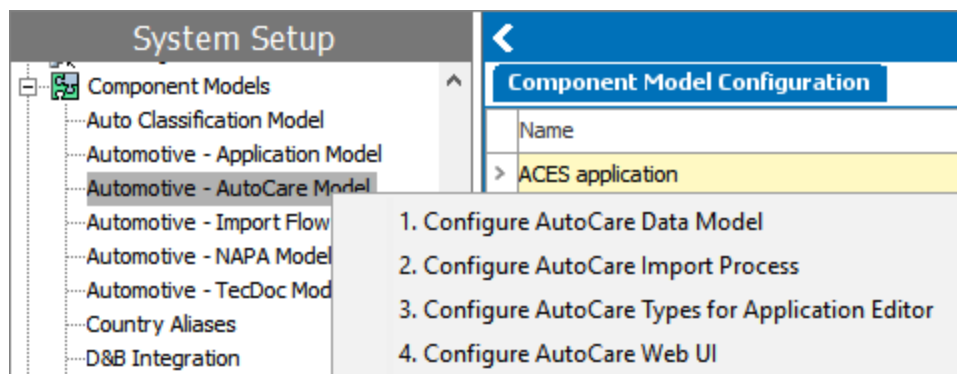 System Setup
Component Models
Auto Classification Model
Automotive - Application Model
Automotive - AutoCare Model
Automotive - Import Flow
Automotive - NAPA Model
Automotive - TecDoc Mod
Country Aliases
D&B Integration
Component Model Configuration
Name
ACES application
1. Configure AutoCare Data Model
2. Configure AutoCare Import Process
3. Configure AutoCare Types for Application Editor
4. Configure AutoCare Web UI